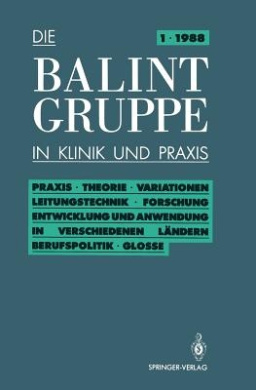 DIE
1 · 1988
BALINT
GRUPPE
IN KLINIK UND PRAXIS
PRAXIS · THEORIE · VARIATIONEN
LEITUNGSTECHNIK · FORSCHUNG
ENTWICKLUNG UND ANWENDUNG
IN VERSCHIEDENEN LÄNDERN
BERUFSPOLITIK · GLOSSE
SPRINGER-VERLAG